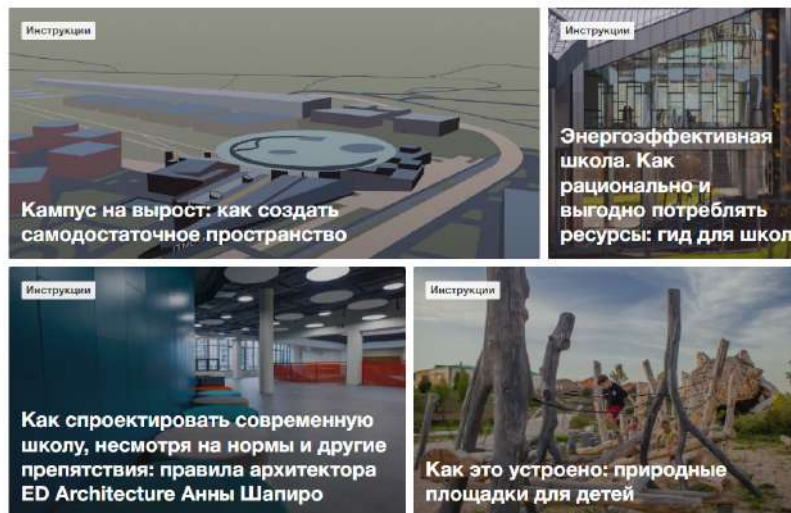 Инструкции
Кампус на вырост: как создать
самодостаточное пространство
Инструкции
Энергоэффективная
школа. Как
рационально и
выгодно потреблять
ресурсы: гид для школ
Инструкции
Как спроектировать современную
школу, несмотря на нормы и другие
препятствия: правила архитектора
ED Architecture Анны Шапиро
Инструкции
Как это устроено: природные
площадки для детей